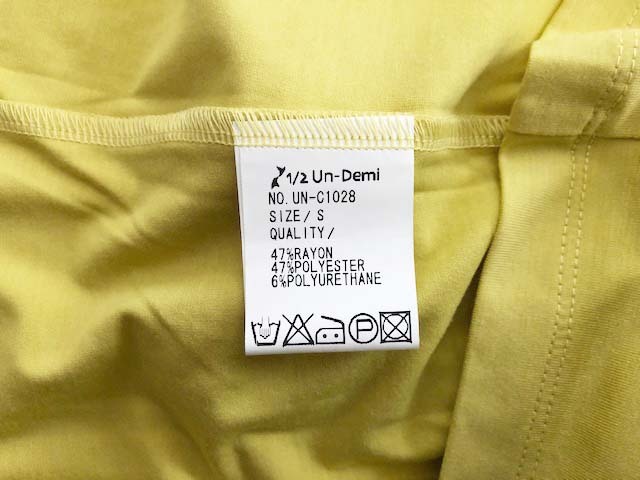 1/2 Un-Demi
NO. UN-C1028
SIZE/ S
QUALITY/
47%RAYON
47%POLYESTER
6%POLYURETHANE
P